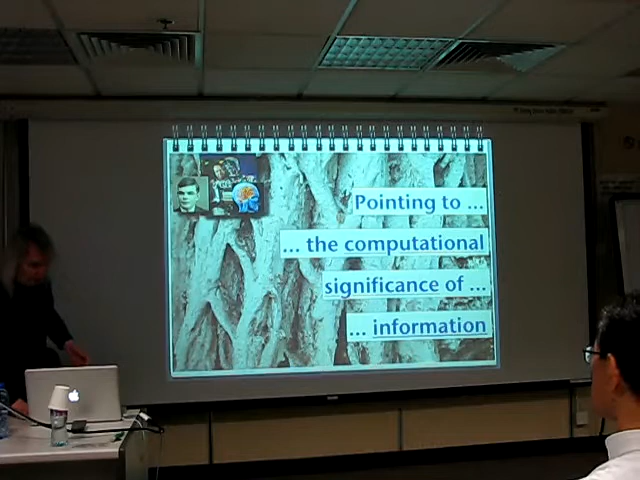 Pointing to ...
... the computational
significance of ...
... information